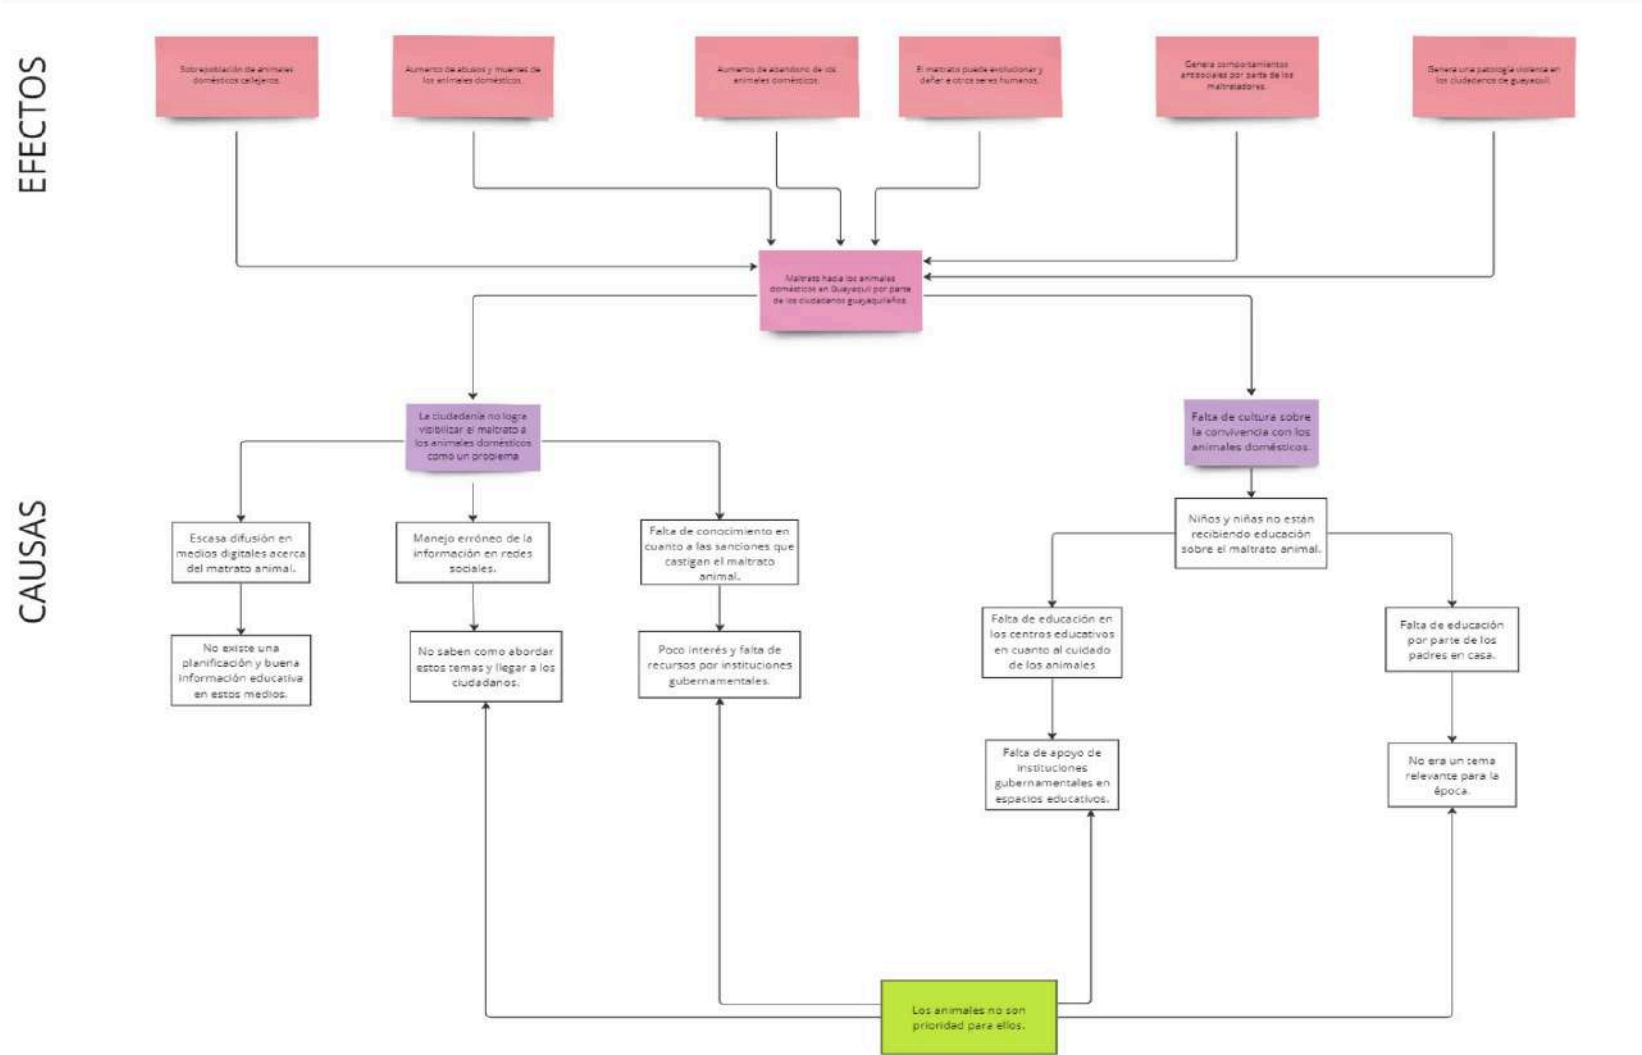 EFECTOS
Sobrepoblación de animales
domésticos callejeros.
Aumento de abusos y muertes de
los animales domésticos.
Aumento de abandono de los
animales domésticos.
El maltrato puede evolucionar y
dañar a otros seres humanos.
Genera comportamientos
antisociales por parte de los
maltratadores.
Genera una patología violenta en
los ciudadanos de guayaquil.
Maltrato hacia los animales
domésticos en Guayaquil por parte
de los ciudadanos guayaquileños.
CAUSAS
La ciudadanía no logra
visibilizar el maltrato a
los animales domésticos
como un problema
Falta de cultura sobre
la convivencia con los
animales domésticos.
Escasa difusión en
medios digitales acerca
del matrato animal.
Manejo erróneo de la
información en redes
sociales.
Falta de conocimiento en
cuanto a las sanciones que
castigan el maltrato
animal.
Niños y niñas no están
recibiendo educación
sobre el maltrato animal.
No existe una
planificación y buena
información educativa
en estos medios.
No saben como abordar
estos temas y llegar a los
ciudadanos.
Poco interés y falta de
recursos por instituciones
gubernamentales.
Falta de educación en
los centros educativos
en cuanto al cuidado
de los animales
Falta de educación
por parte de los
padres en casa.
Falta de apoyo de
instituciones
gubernamentales en
espacios educativos.
No era un tema
relevante para la
época.
Los animales no son
prioridad para ellos.